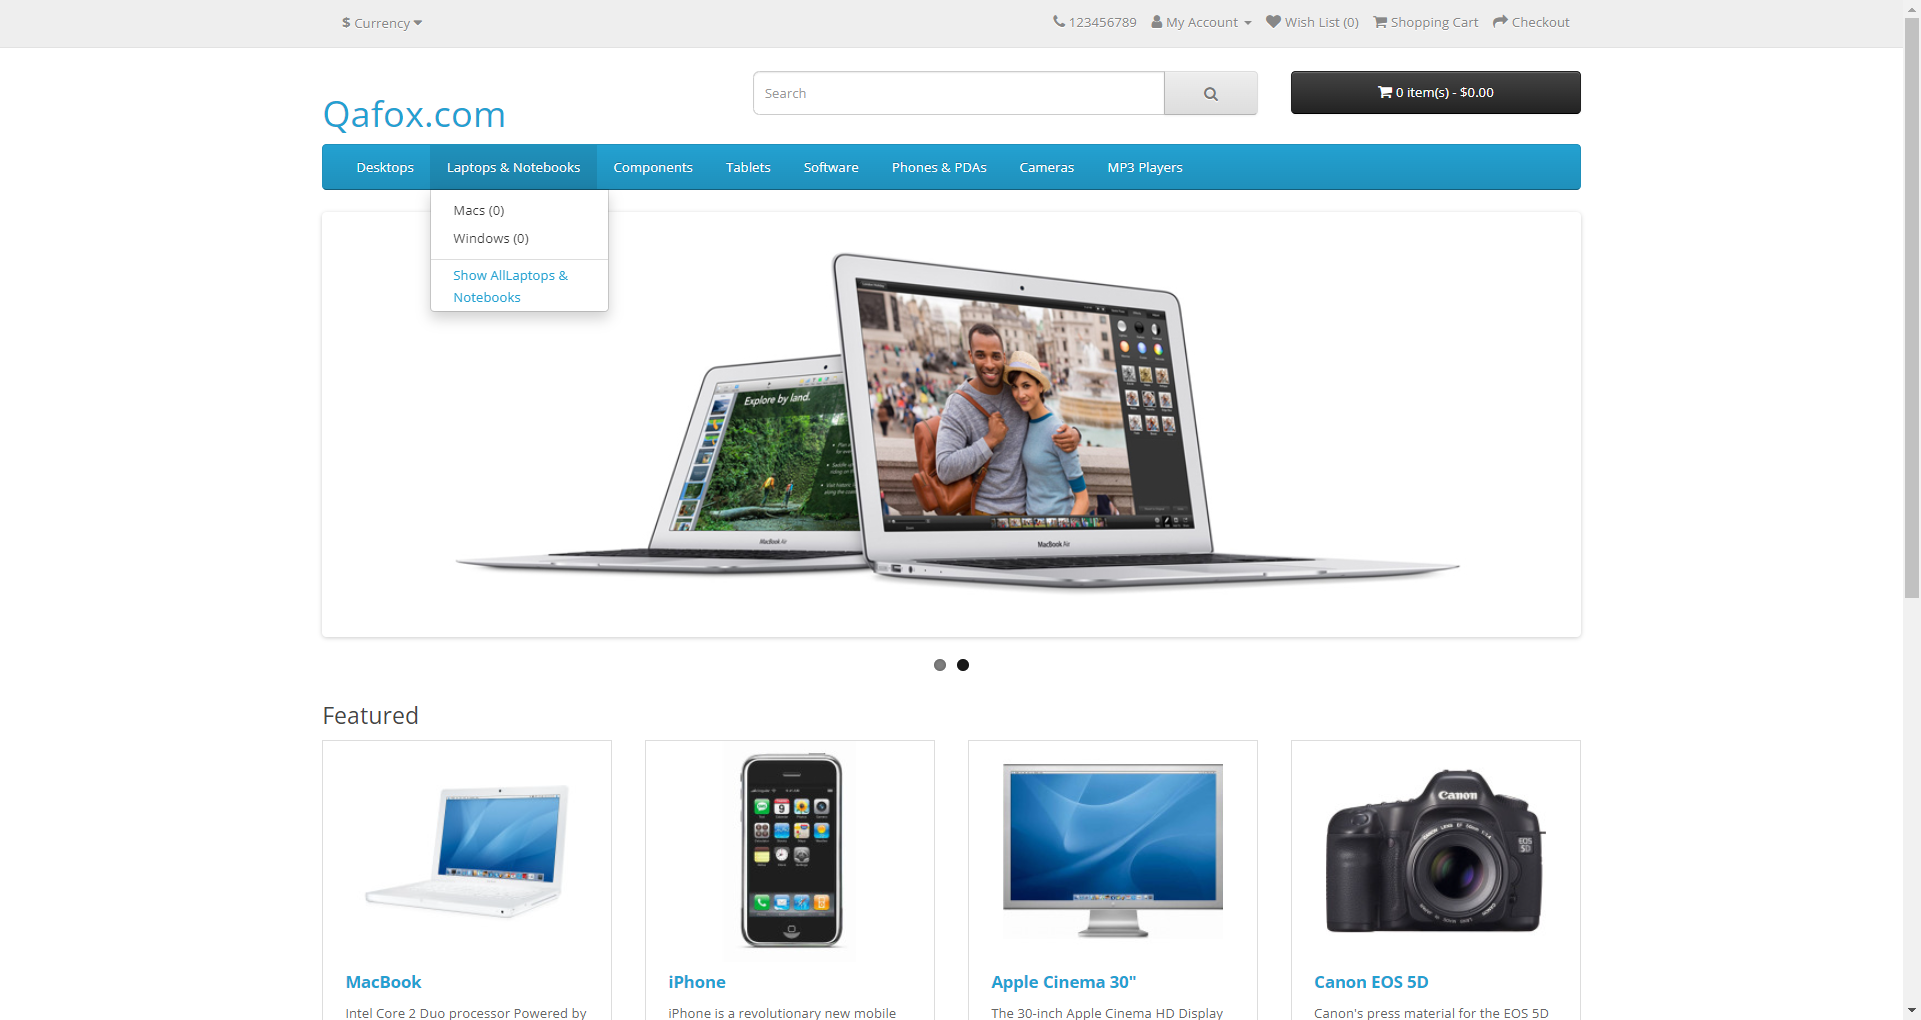 $ Currency
123456789 My Account Wish List (0) Shopping Cart Checkout
Qafox.com
Search
0 item(s) - $0.00
Desktops Laptops & Notebooks Components Tablets Software Phones & PDAs Cameras MP3 Players
Macs (0)
Windows (0)
Show AllLaptops &
Notebooks
Explore by land.
MacBook Air
MacBook Air
Featured
Canon
EOS
5D
MacBook
iPhone
Apple Cinema 30"
Canon EOS 5D
Intel Core 2 Duo processor Powered by
iPhone is a revolutionary new mobile
The 30-inch Apple Cinema HD Display
Canon's press material for the EOS 5D